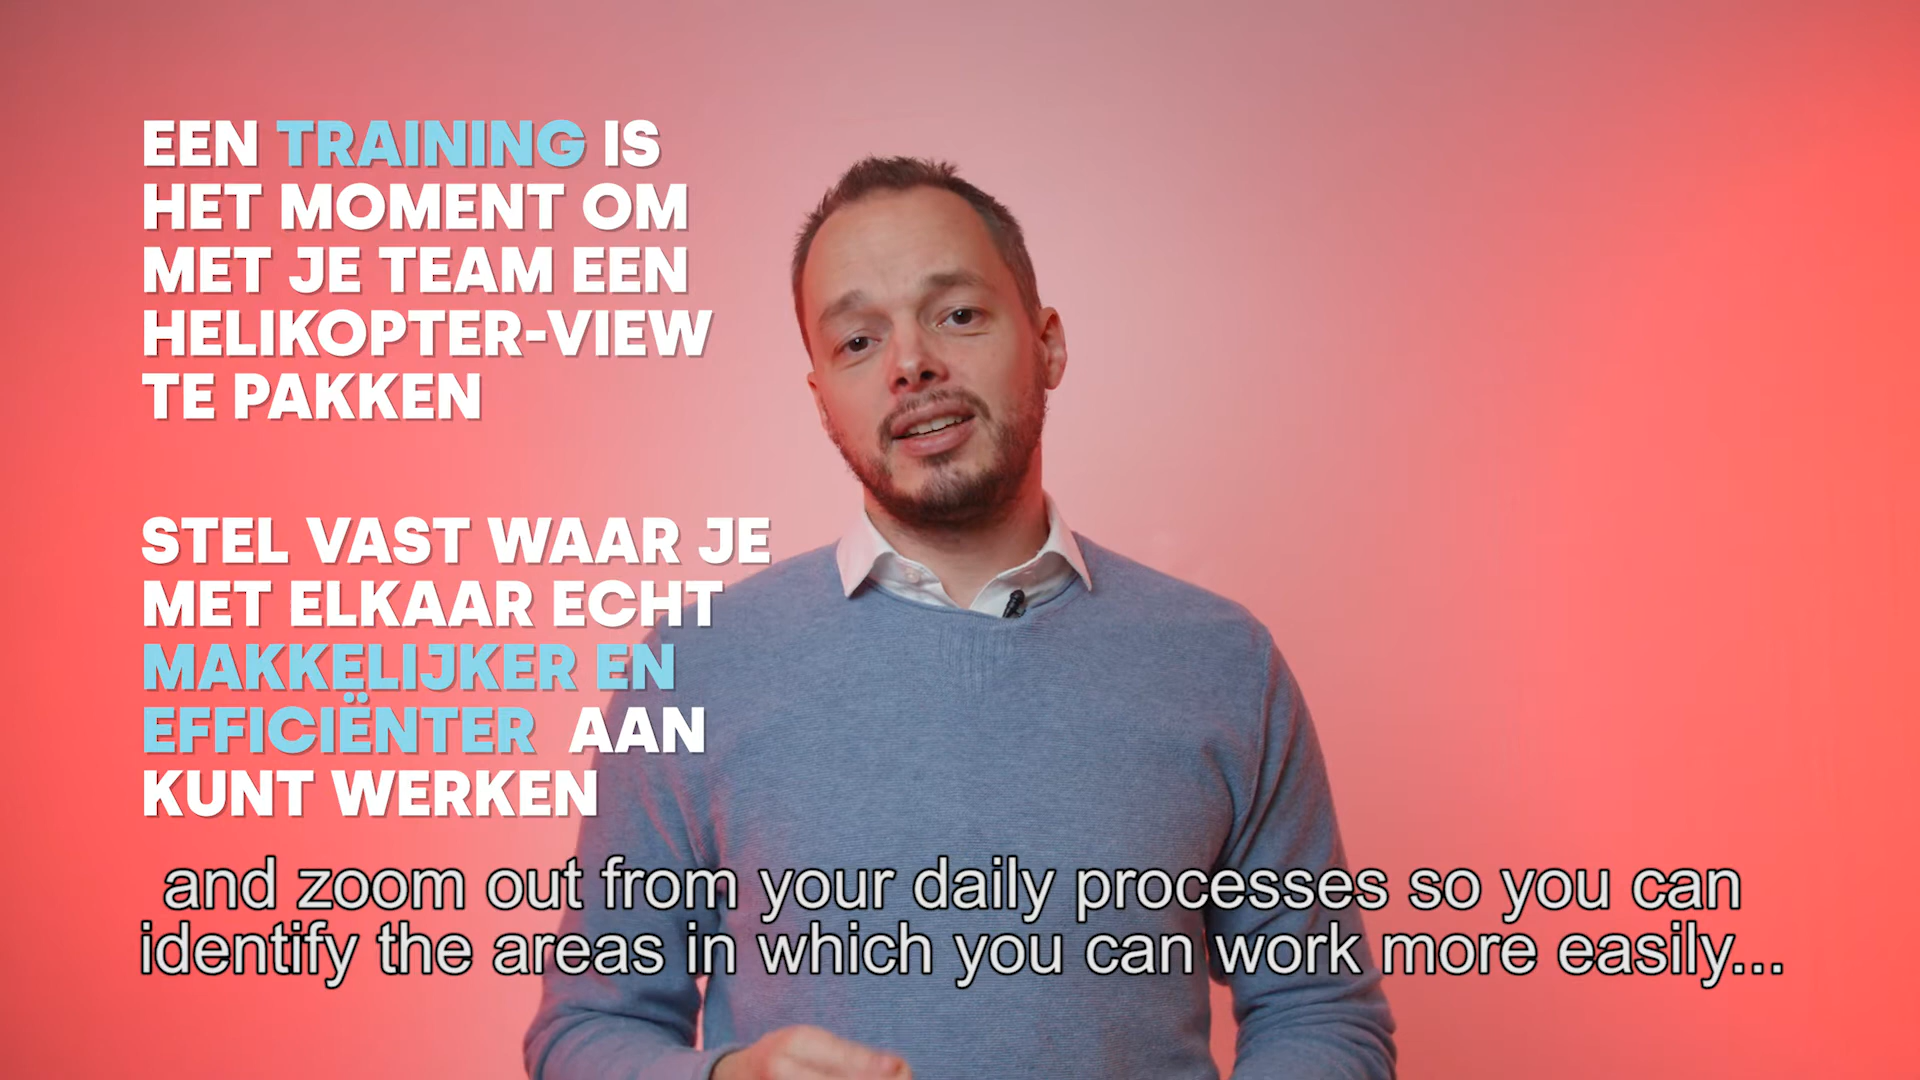 EEN TRAINING IS
HET MOMENT OM
MET JE TEAM EEN
HELIKOPTER-VIEW
TE PAKKEN
STEL VAST WAAR JE
MET ELKAAR ECHT
MAKKELIJKER EN
EFFICIËNTER AAN
KUNT WERKEN
and zoom out from your daily processes so you can
identify the areas in which you can work more easily...